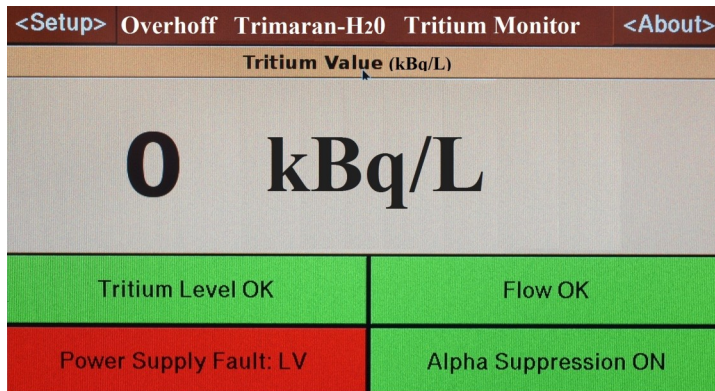 <Setup> Overhoff Trimaran-H20 Tritium Monitor <About>
Tritium Value (kBq/L)
0 kBq/L
Tritium Level OK Flow OK
Power Supply Fault: LV Alpha Suppression ON